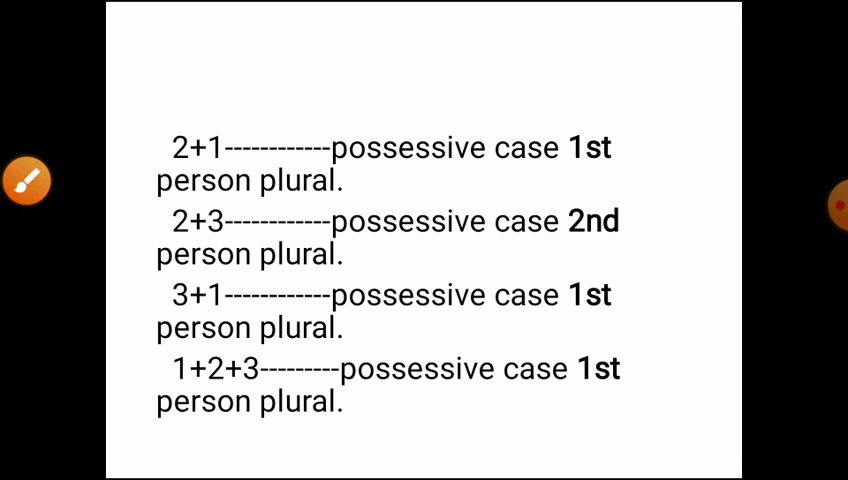 2+1------------possessive case 1st
person plural.
2+3------------possessive case 2nd
person plural.
3+1------------possessive case 1st
person plural.
1+2+3---------possessive case 1st
person plural.